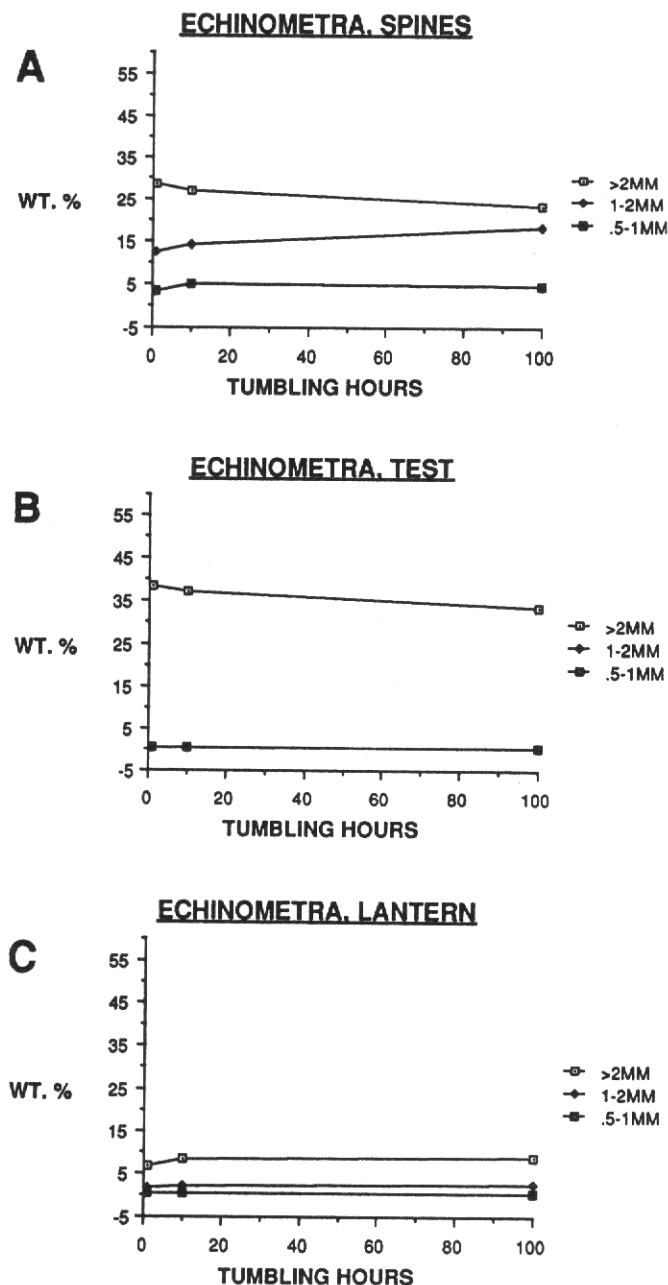 ECHINOMETRA, SPINES
A
55
45
35
25
15
5
-5
WT. %
>2MM
1-2MM
.5-1MM
0 20 40 60 80 100
TUMBLING HOURS
ECHINOMETRA, TEST
B
55
45
35
25
15
5
-5
WT. %
>2MM
1-2MM
.5-1MM
0 20 40 60 80 100
TUMBLING HOURS
ECHINOMETRA, LANTERN
C
55
45
35
25
15
5
-5
WT. %
>2MM
1-2MM
.5-1MM
0 20 40 60 80 100
TUMBLING HOURS